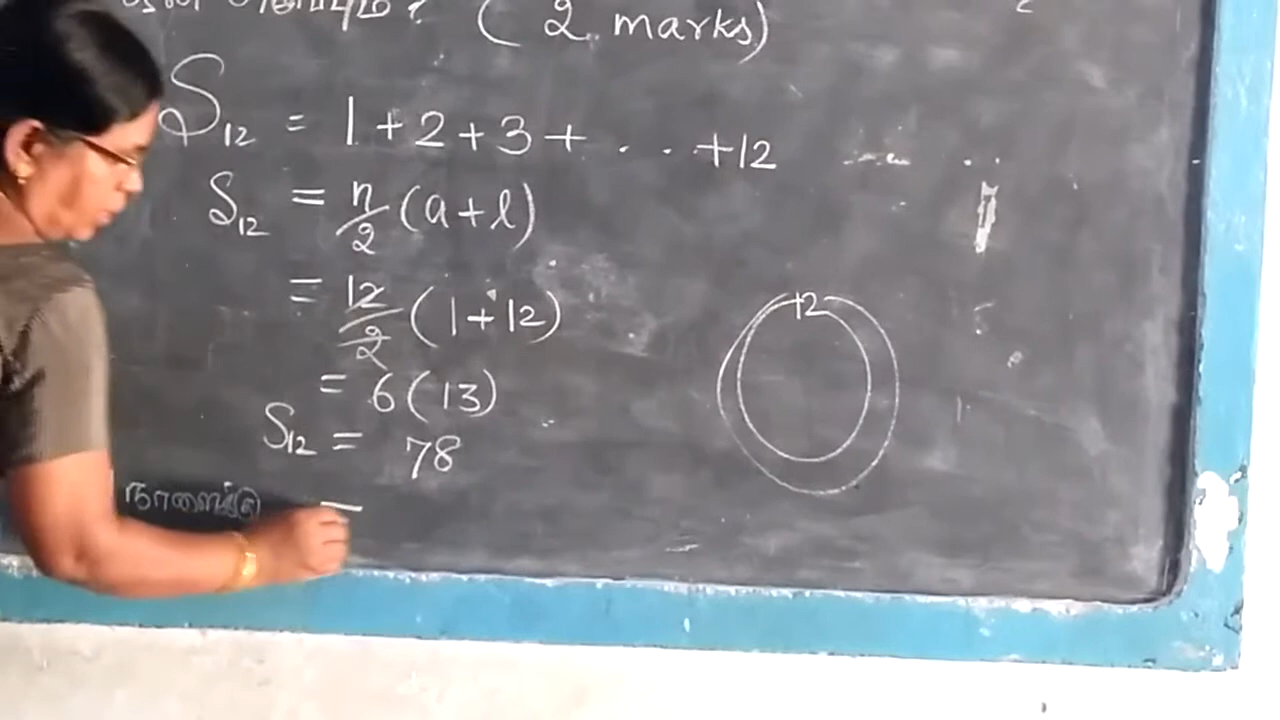 ? ( 2 marks)
S12 = 1+2+3+ . . . +12
S12 = n/2 (a+l)
= 12/2 (1+12)
= 6(13)
S12 = 78
12
=